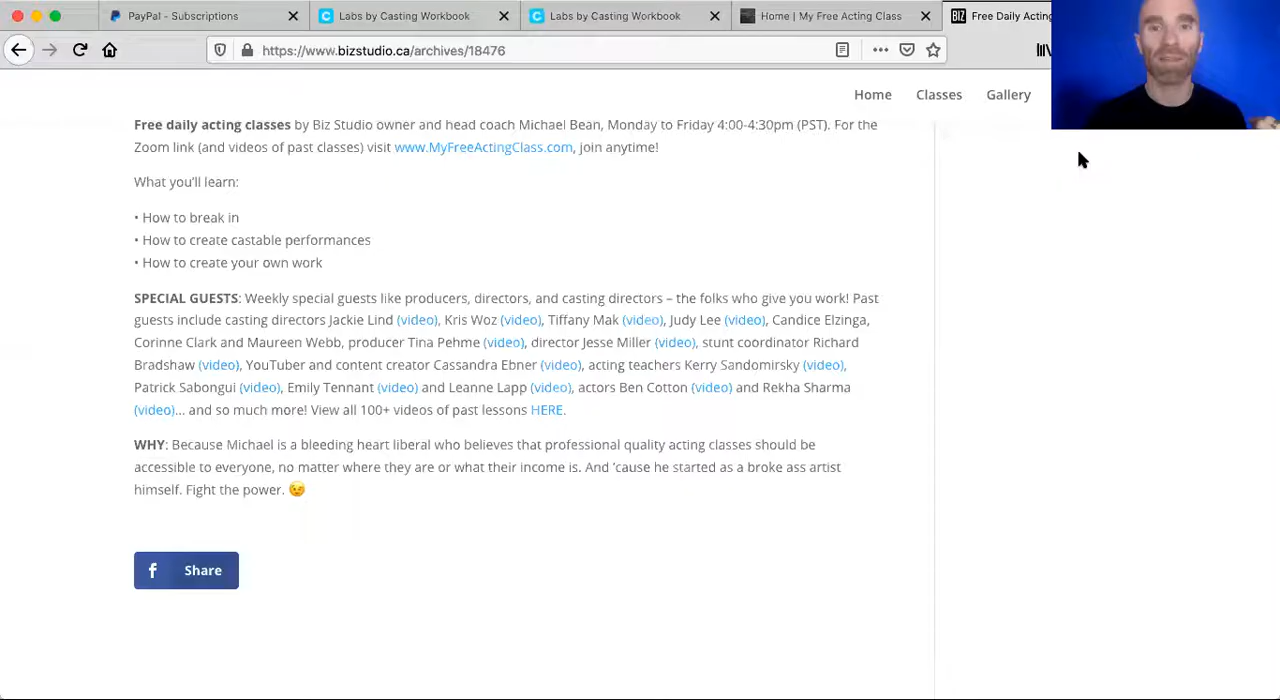 PayPal - Subscriptions
Labs by Casting Workbook
Labs by Casting Workbook
Home | My Free Acting Class
BIZ Free Daily Acting
https://www.bizstudio.ca/archives/18476
Home Classes Gallery
Free daily acting classes by Biz Studio owner and head coach Michael Bean, Monday to Friday 4:00-4:30pm (PST). For the
Zoom link (and videos of past classes) visit www.MyFreeActingClass.com, join anytime!
What you'll learn:
• How to break in
• How to create castable performances
• How to create your own work
SPECIAL GUESTS: Weekly special guests like producers, directors, and casting directors – the folks who give you work! Past
guests include casting directors Jackie Lind (video), Kris Woz (video), Tiffany Mak (video), Judy Lee (video), Candice Elzinga,
Corinne Clark and Maureen Webb, producer Tina Pehme (video), director Jesse Miller (video), stunt coordinator Richard
Bradshaw (video), YouTuber and content creator Cassandra Ebner (video), acting teachers Kerry Sandomirsky (video),
Patrick Sabongui (video), Emily Tennant (video) and Leanne Lapp (video), actors Ben Cotton (video) and Rekha Sharma
(video)... and so much more! View all 100+ videos of past lessons HERE.
WHY: Because Michael is a bleeding heart liberal who believes that professional quality acting classes should be
accessible to everyone, no matter where they are or what their income is. And 'cause he started as a broke ass artist
himself. Fight the power. 😉
f Share